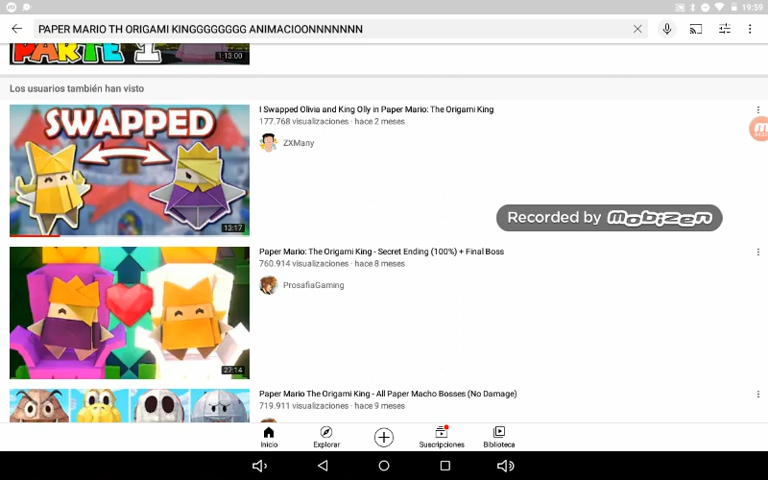 19:59
PAPER MARIO TH ORIGAMI KINGGGGGGGG ANIMACIOONNNNNNN
PARTE 1
1:13:00
Los usuarios también han visto
SWAPPED
13:17
I Swapped Olivia and King Olly in Paper Mario: The Origami King
177.768 visualizaciones · hace 2 meses
ZXMany
Recorded by mobizen
27:14
Paper Mario: The Origami King - Secret Ending (100%) + Final Boss
760.914 visualizaciones · hace 8 meses
ProsafiaGaming
Paper Mario The Origami King - All Paper Macho Bosses (No Damage)
719.911 visualizaciones · hace 9 meses
Inicio
Explorar
Suscripciones
Biblioteca